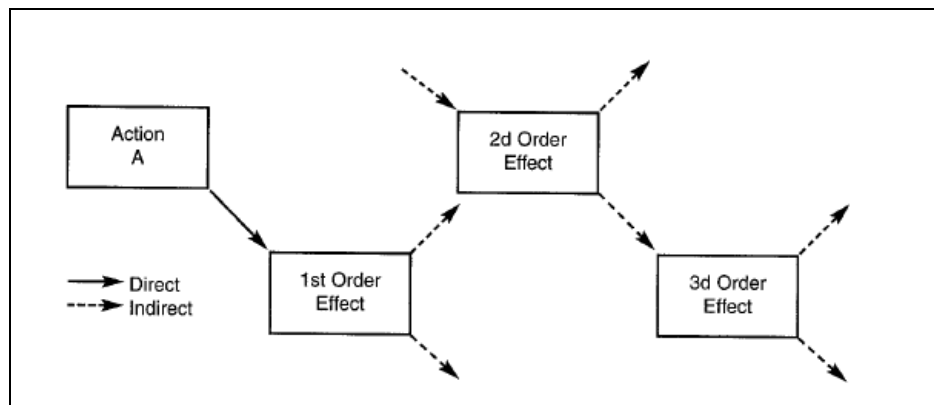 Action
A
2d Order
Effect
1st Order
Effect
3d Order
Effect
Direct
Indirect